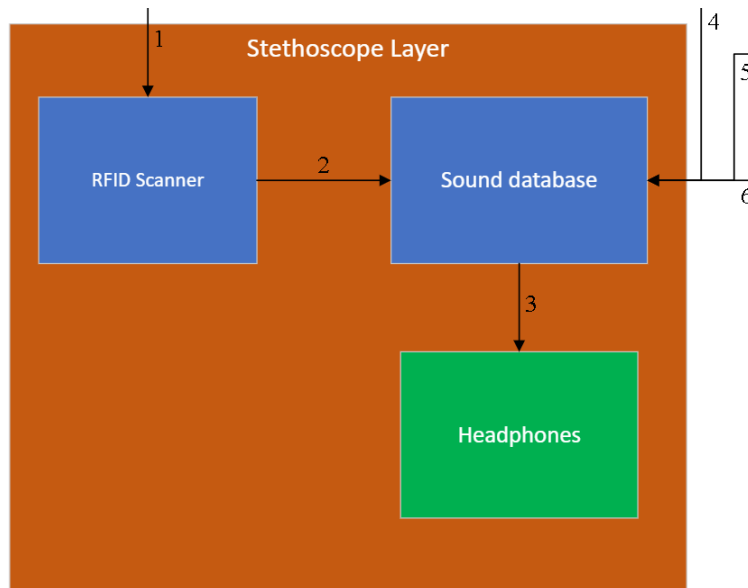 1
Stethoscope Layer
4
5
RFID Scanner
2
Sound database
6
3
Headphones